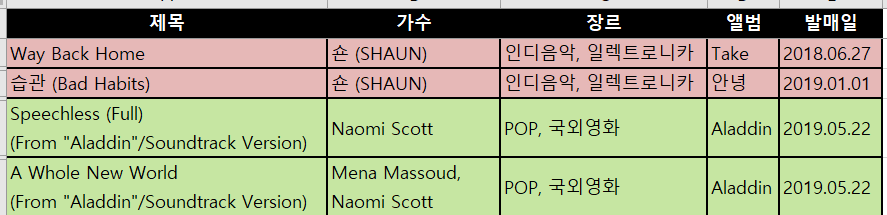 제목 가수 장르 앨범 발매일
Way Back Home 숀 (SHAUN) 인디음악, 일렉트로니카 Take 2018.06.27
습관 (Bad Habits) 숀 (SHAUN) 인디음악, 일렉트로니카 안녕 2019.01.01
Speechless (Full)
(From "Aladdin"/Soundtrack Version) Naomi Scott POP, 국외영화 Aladdin 2019.05.22
A Whole New World
(From "Aladdin"/Soundtrack Version) Mena Massoud,
Naomi Scott POP, 국외영화 Aladdin 2019.05.22